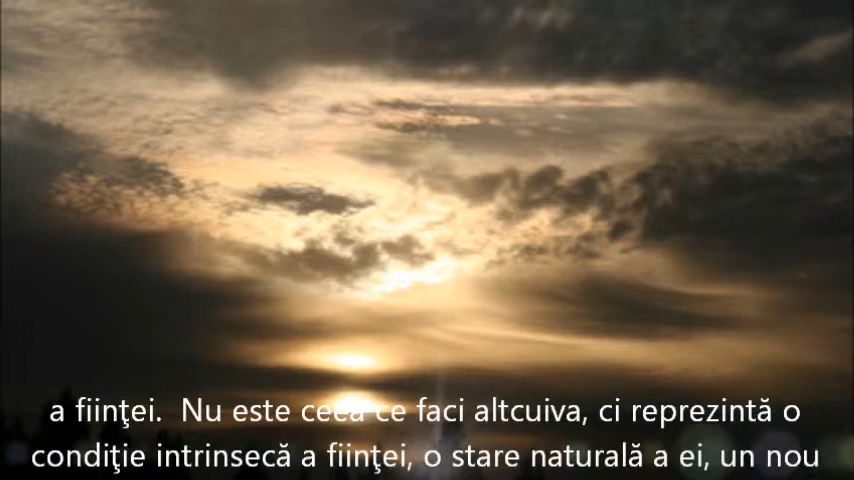 a fiinţei.  Nu este ceea ce faci altcuiva, ci reprezintă o
condiţie intrinsecă a fiinţei, o stare naturală a ei, un nou